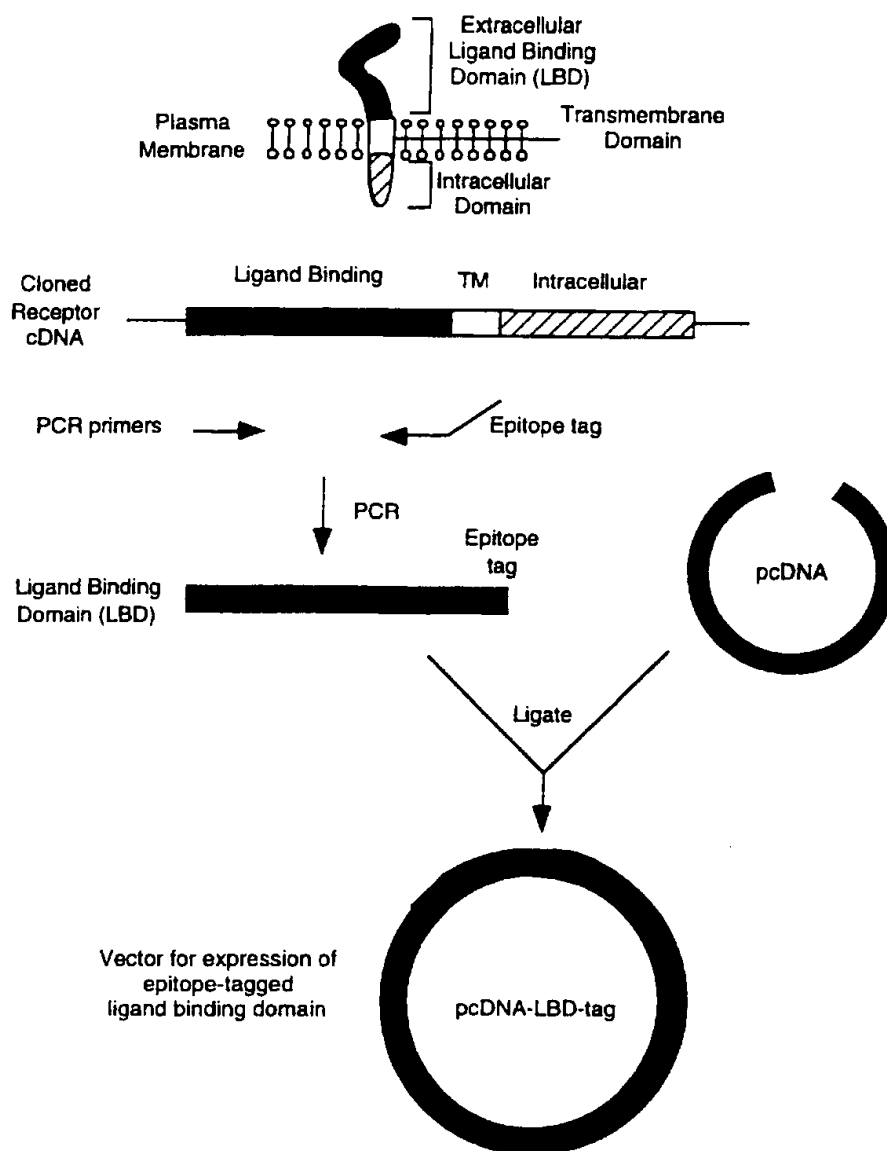 Extracellular
Ligand Binding
Domain (LBD)
Plasma
Membrane
Transmembrane
Domain
Intracellular
Domain
Ligand Binding
TM
Intracellular
Cloned
Receptor
cDNA
PCR primers
Epitope tag
PCR
Epitope
tag
Ligand Binding
Domain (LBD)
pcDNA
Ligate
Vector for expression of
epitope-tagged
ligand binding domain
pcDNA-LBD-tag